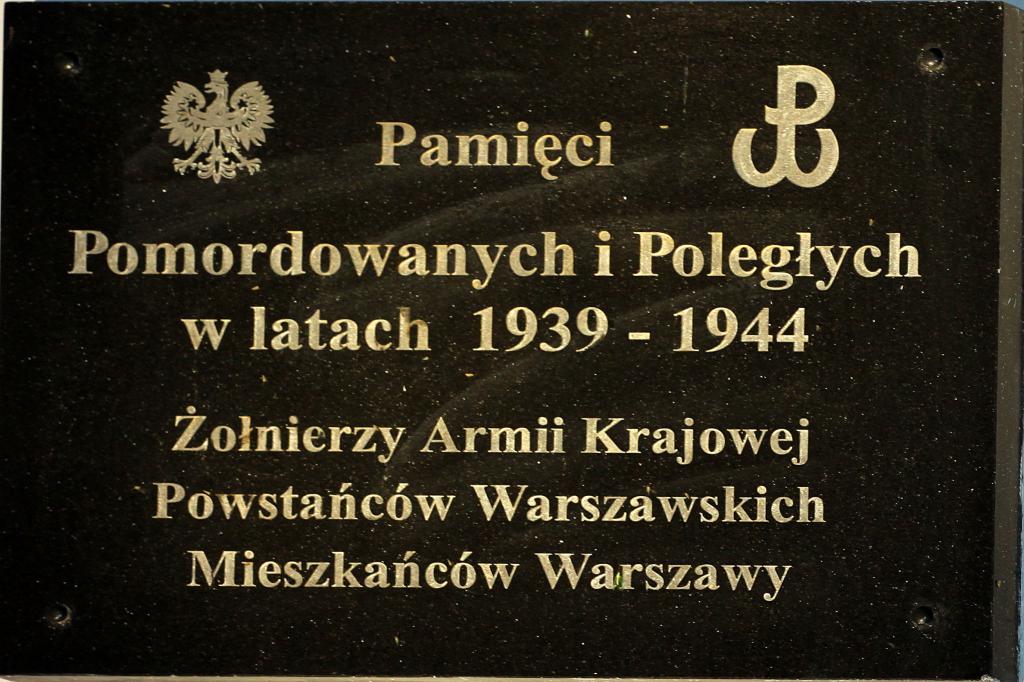 Pamięci
Pomordowanych i Poległych
w latach 1939 - 1944
Żołnierzy Armii Krajowej
Powstańców Warszawskich
Mieszkańców Warszawy